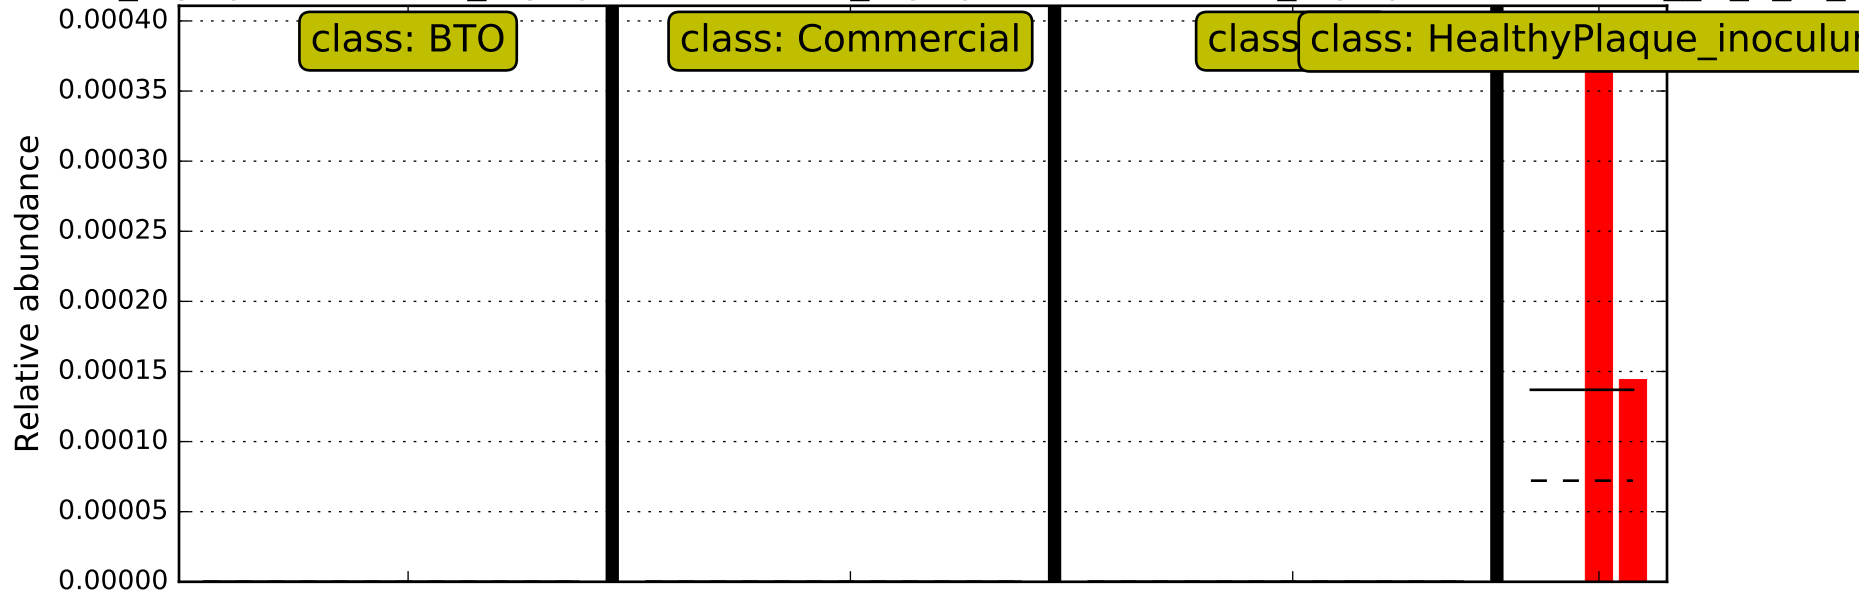 0.00040
class: BTO
class: Commercial
class
class: HealthyPlaque_inoculu
0.00035
0.00030
0.00025
0.00020
0.00015
0.00010
0.00005
0.00000
Relative abundance